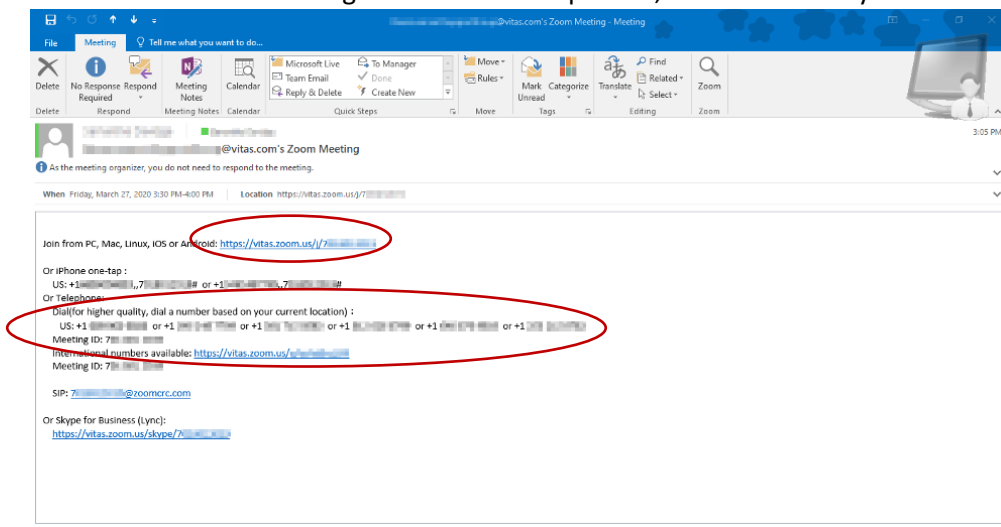 vitas.com's Zoom Meeting - Meeting
File Meeting Tell me what you want to do...
Delete
No Response Required
Respond
Meeting Notes
Calendar
Microsoft Live
To Manager
Team Email
Done
Reply & Delete
Create New
Move
Rules
Mark Unread
Categorize
Translate
Find
Related
Select
Zoom
Delete Respond Meeting Notes Calendar Quick Steps Move Tags Editing Zoom
3:05 PM
@vitas.com's Zoom Meeting
As the meeting organizer, you do not need to respond to the meeting.
When Friday, March 27, 2020 3:30 PM-4:00 PM Location https://vitas.zoom.us/j/7
Join from PC, Mac, Linux, iOS or Android: https://vitas.zoom.us/j/7
Or iPhone one-tap :
US: +1 ,,7 # or +1 ,,7 #
Or Telephone:
Dial(for higher quality, dial a number based on your current location) :
US: +1 or +1 or +1 or +1 or +1 or +1
Meeting ID: 7
International numbers available: https://vitas.zoom.us/
Meeting ID: 7
SIP: 7 @zoomcrc.com
Or Skype for Business (Lync):
https://vitas.zoom.us/skype/7